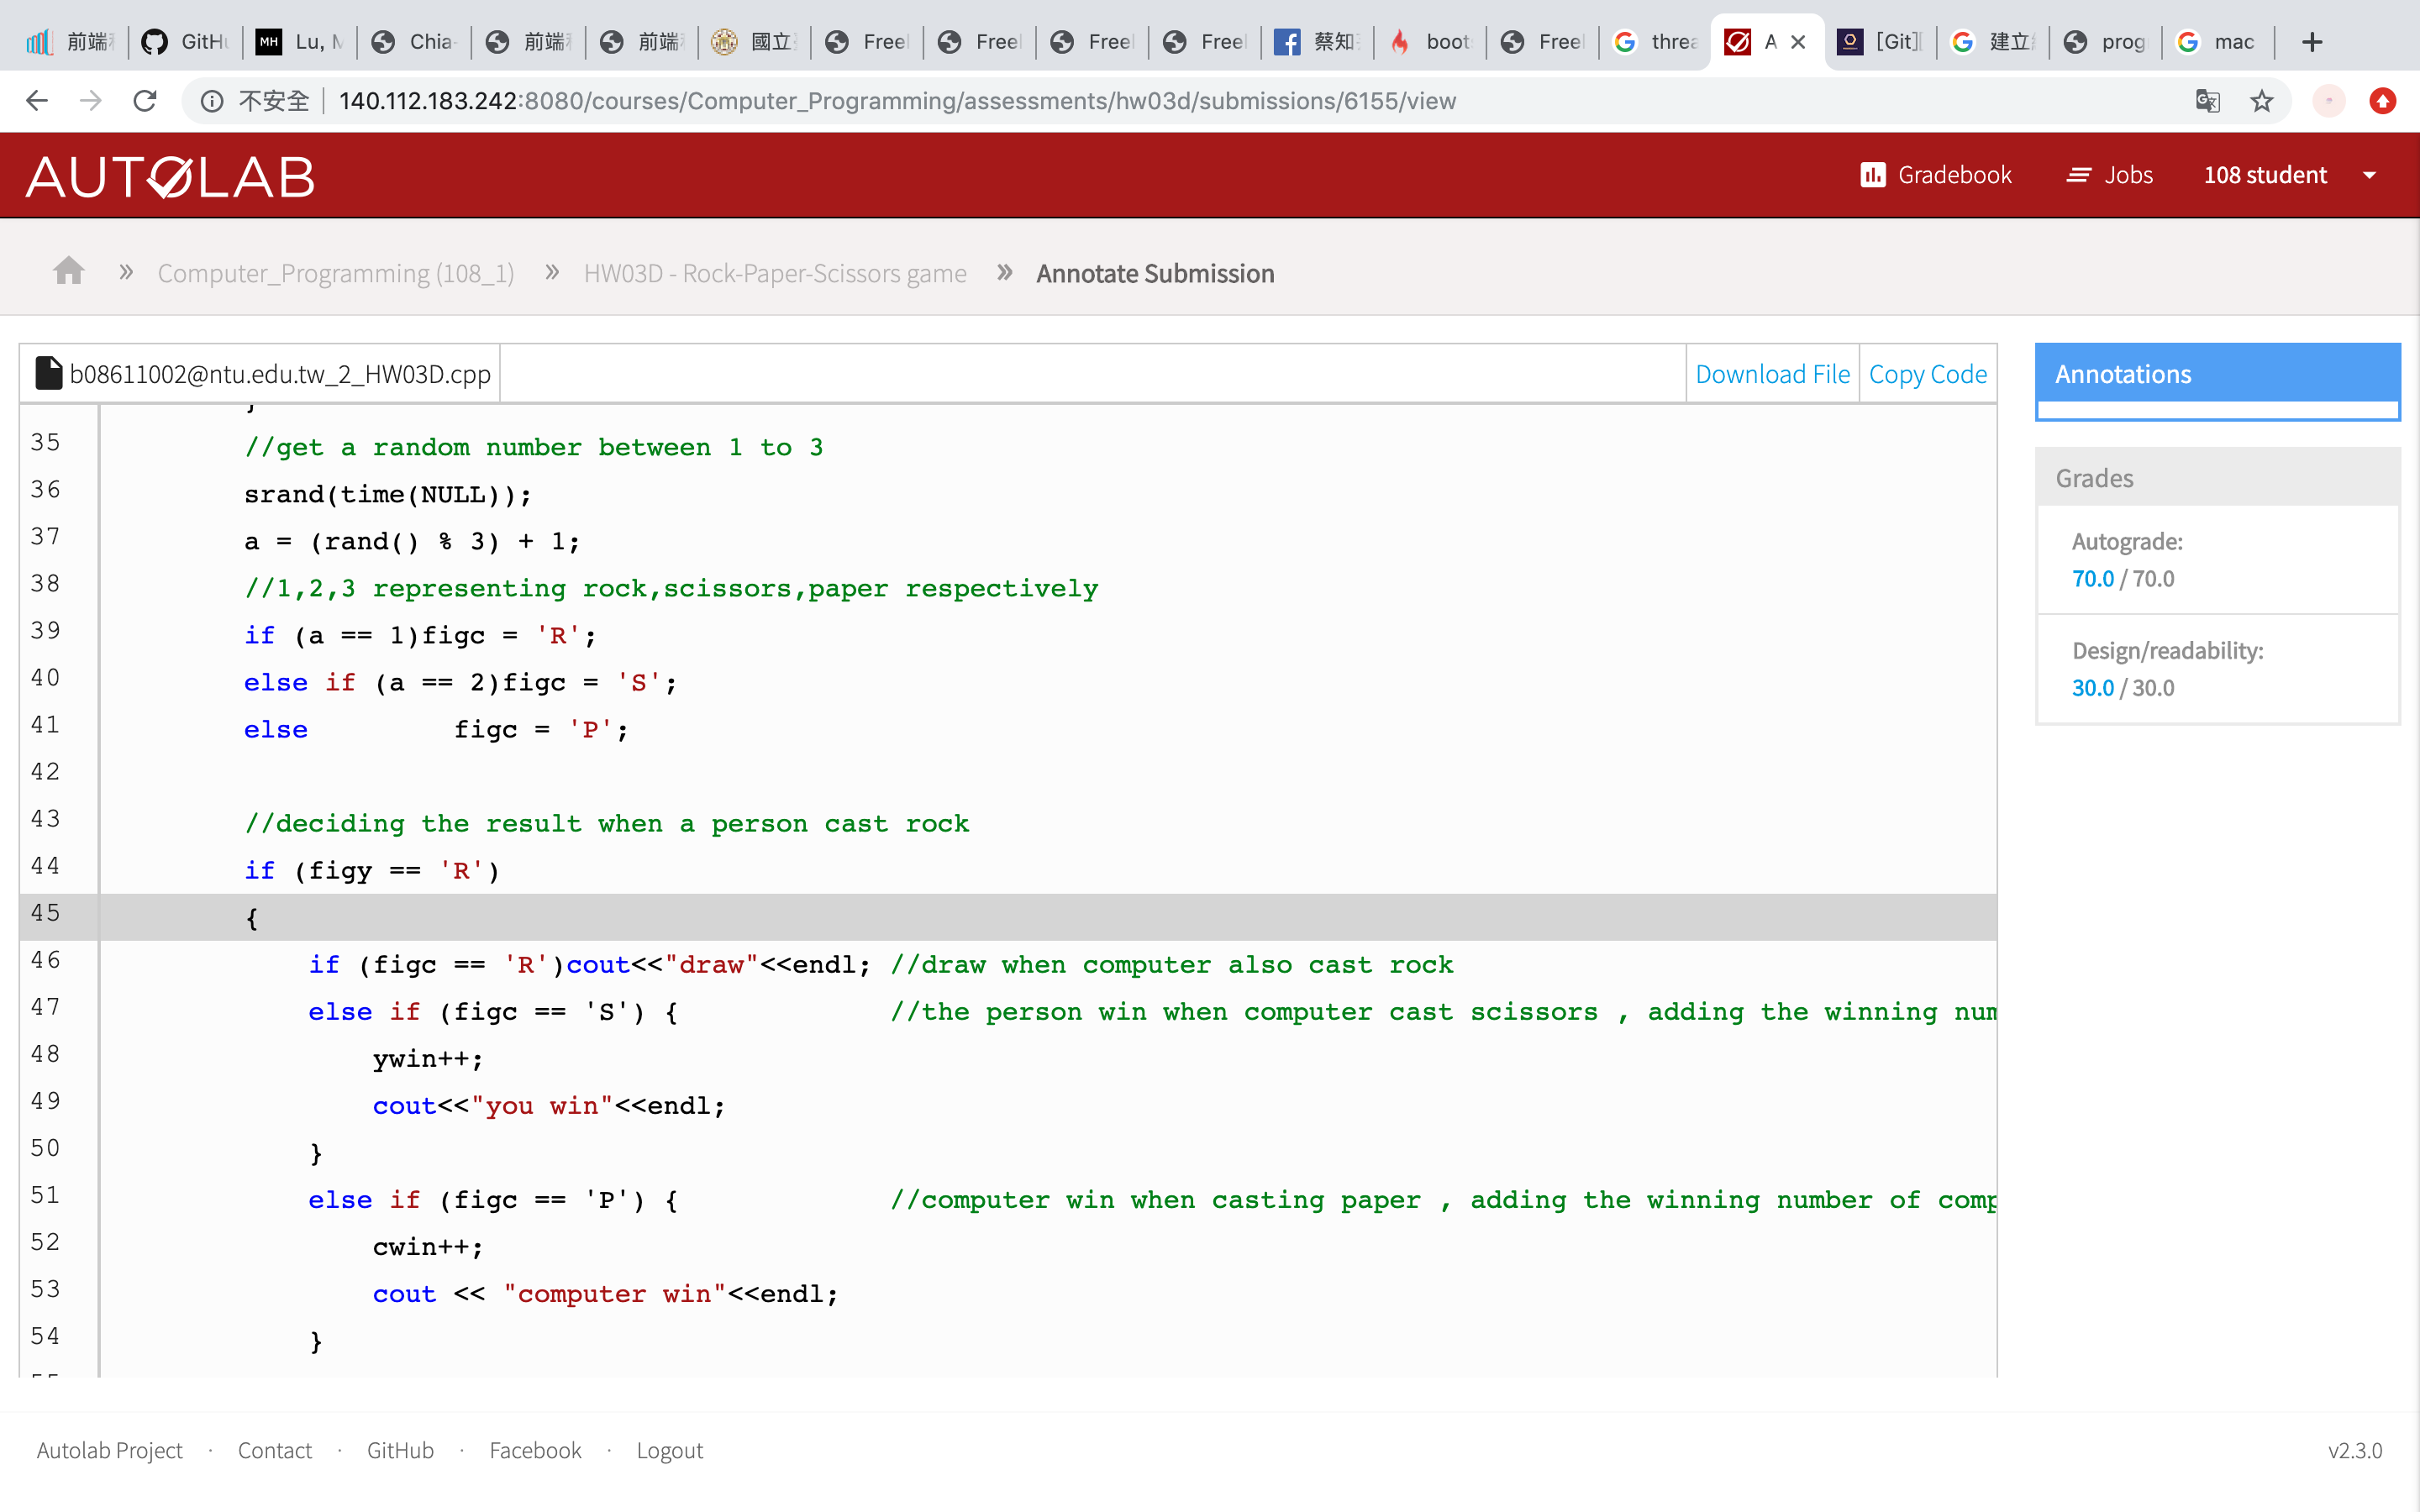 前端
GitHu
MH Lu, M
Chia-
前端
前端
國立
Free
Free
Free
Free
蔡知
boot
Free
threa
A
[Git]
建立
prog
mac
不安全 140.112.183.242:8080/courses/Computer_Programming/assessments/hw03d/submissions/6155/view
AUTOLAB
Gradebook
Jobs
108 student
» Computer_Programming (108_1) » HW03D - Rock-Paper-Scissors game » Annotate Submission
b08611002@ntu.edu.tw_2_HW03D.cpp
Download File
Copy Code
}
35 //get a random number between 1 to 3
36 srand(time(NULL));
37 a = (rand() % 3) + 1;
38 //1,2,3 representing rock,scissors,paper respectively
39 if (a == 1)figc = 'R';
40 else if (a == 2)figc = 'S';
41 else figc = 'P';
42
43 //deciding the result when a person cast rock
44 if (figy == 'R')
45 {
46 if (figc == 'R')cout<<"draw"<<endl; //draw when computer also cast rock
47 else if (figc == 'S') { //the person win when computer cast scissors , adding the winning num
48 ywin++;
49 cout<<"you win"<<endl;
50 }
51 else if (figc == 'P') { //computer win when casting paper , adding the winning number of comp
52 cwin++;
53 cout << "computer win"<<endl;
54 }
Annotations
Grades
Autograde:
70.0 / 70.0
Design/readability:
30.0 / 30.0
Autolab Project · Contact · GitHub · Facebook · Logout
v2.3.0